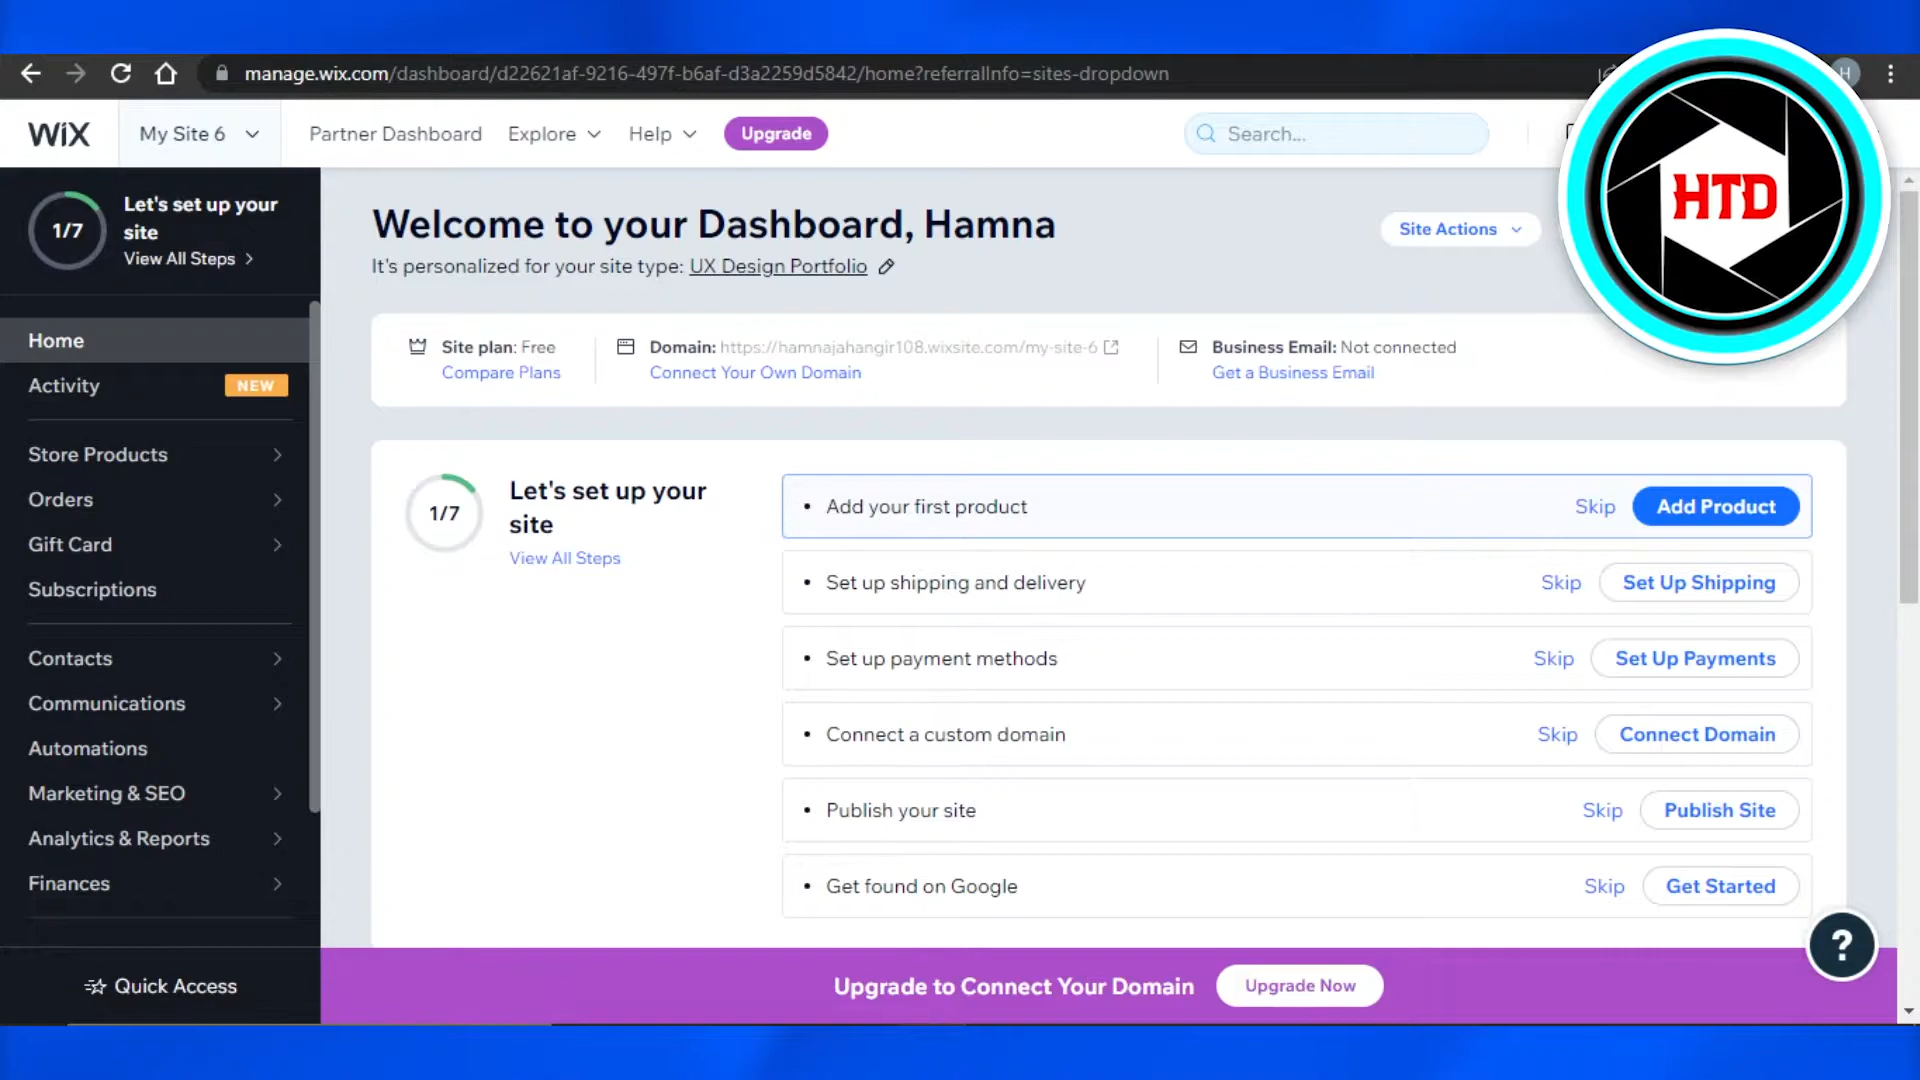 manage.wix.com/dashboard/d22621af-9216-497f-b6af-d3a2259d5842/home?referralInfo=sites-dropdown
H
WiX
My Site 6
Partner Dashboard
Explore
Help
Upgrade
Search...
HTD
1/7
Let's set up your
site
View All Steps
Home
Activity
NEW
Store Products
Orders
Gift Card
Subscriptions
Contacts
Communications
Automations
Marketing & SEO
Analytics & Reports
Finances
Quick Access
Welcome to your Dashboard, Hamna
It's personalized for your site type: UX Design Portfolio
Site Actions
Site plan: Free
Compare Plans
Domain: https://hamnajahangir108.wixsite.com/my-site-6
Connect Your Own Domain
Business Email: Not connected
Get a Business Email
1/7
Let's set up your
site
View All Steps
• Add your first product Skip Add Product
• Set up shipping and delivery Skip Set Up Shipping
• Set up payment methods Skip Set Up Payments
• Connect a custom domain Skip Connect Domain
• Publish your site Skip Publish Site
• Get found on Google Skip Get Started
?
Upgrade to Connect Your Domain Upgrade Now